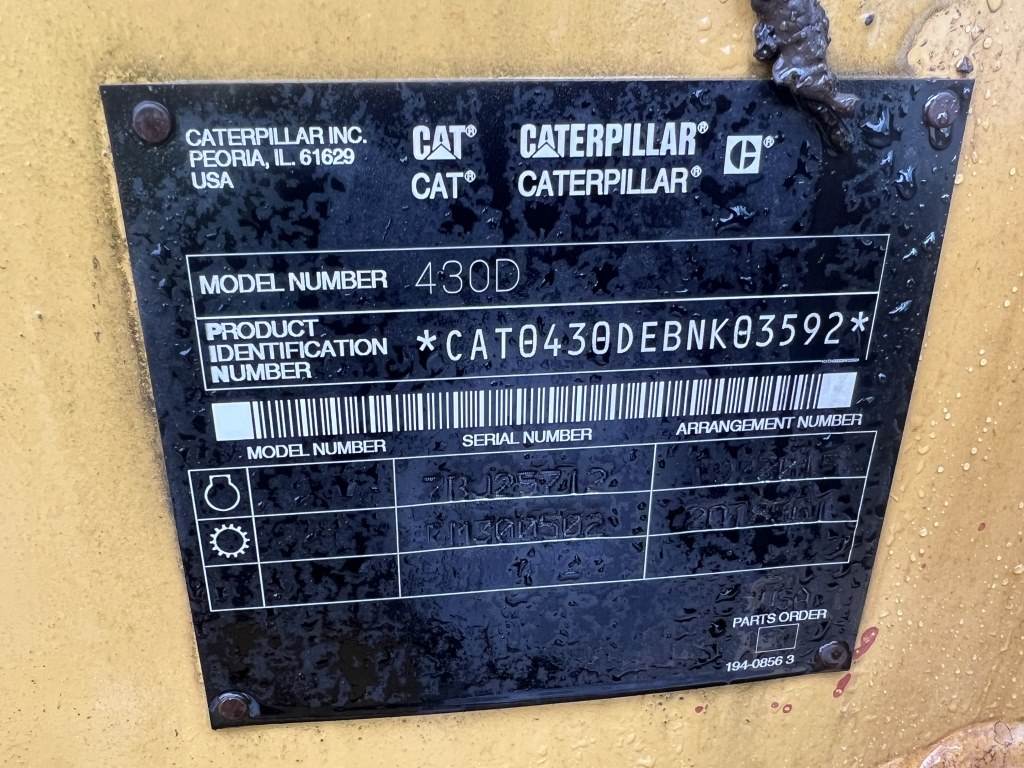 CATERPILLAR INC.
PEORIA, IL. 61629
USA
CAT® CATERPILLAR® C®
CAT® CATERPILLAR®
MODEL NUMBER 430D
PRODUCT
IDENTIFICATION
NUMBER
*CAT0430DEBNK03592*
MODEL NUMBER SERIAL NUMBER ARRANGEMENT NUMBER
PARTS ORDER
194-0856 3